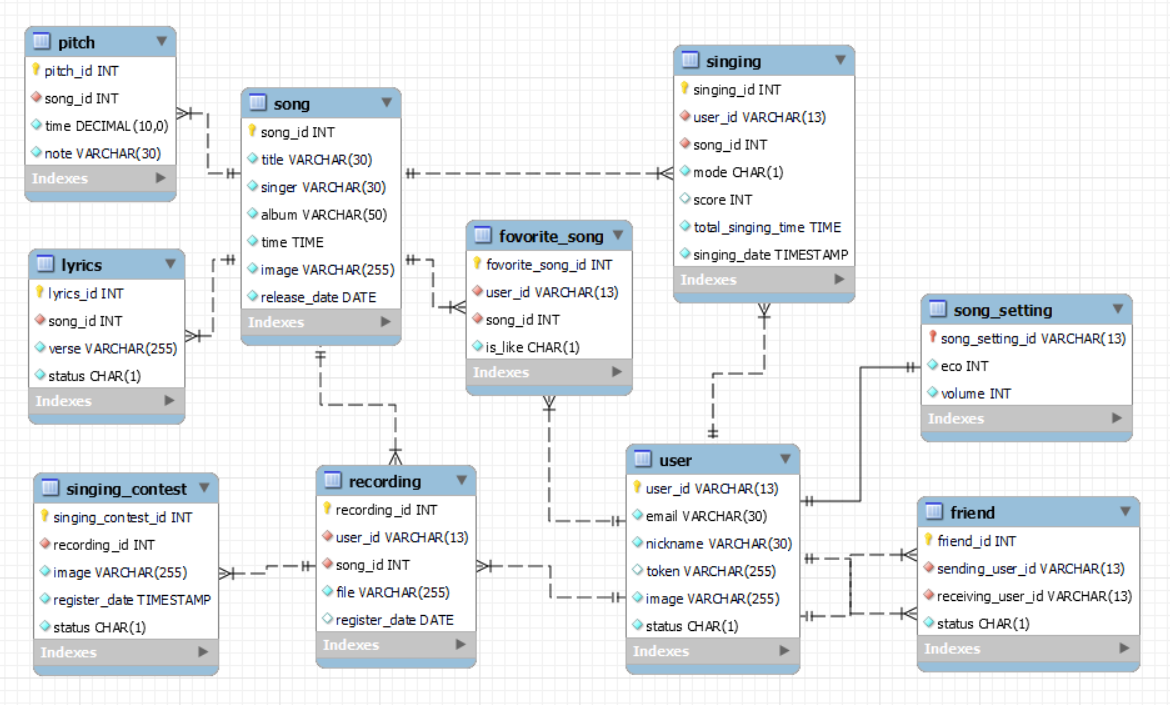 pitch
pitch_id INT
song_id INT
time DECIMAL(10,0)
note VARCHAR(30)
Indexes
song
song_id INT
title VARCHAR(30)
singer VARCHAR(30)
album VARCHAR(50)
time TIME
image VARCHAR(255)
release_date DATE
Indexes
singing
singing_id INT
user_id VARCHAR(13)
song_id INT
mode CHAR(1)
score INT
total_singing_time TIME
singing_date TIMESTAMP
Indexes
lyrics
lyrics_id INT
song_id INT
verse VARCHAR(255)
status CHAR(1)
Indexes
fovorite_song
fovorite_song_id INT
user_id VARCHAR(13)
song_id INT
is_like CHAR(1)
Indexes
song_setting
song_setting_id VARCHAR(13)
eco INT
volume INT
Indexes
singing_contest
singing_contest_id INT
recording_id INT
image VARCHAR(255)
register_date TIMESTAMP
status CHAR(1)
Indexes
recording
recording_id INT
user_id VARCHAR(13)
song_id INT
file VARCHAR(255)
register_date DATE
Indexes
user
user_id VARCHAR(13)
email VARCHAR(30)
nickname VARCHAR(30)
token VARCHAR(255)
image VARCHAR(255)
status CHAR(1)
Indexes
friend
friend_id INT
sending_user_id VARCHAR(13)
receiving_user_id VARCHAR(13)
status CHAR(1)
Indexes